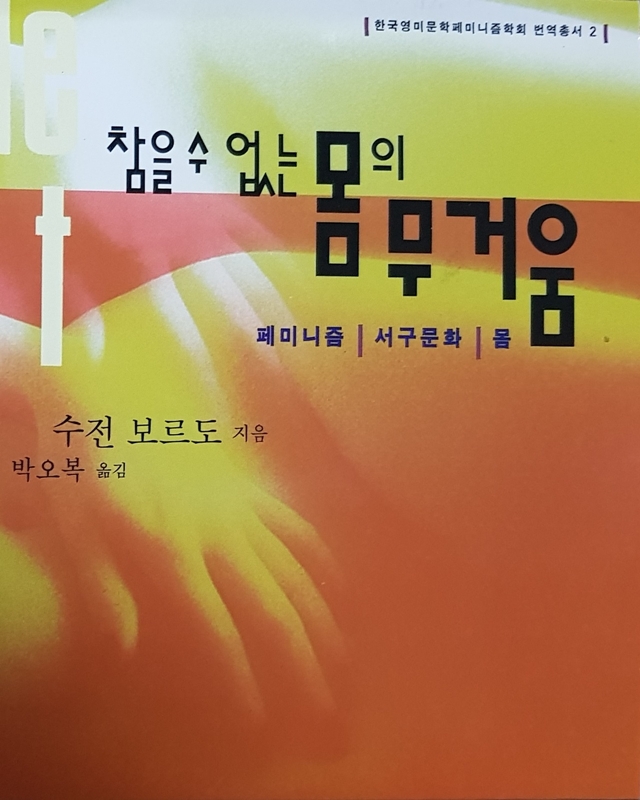 한국영미문학페미니즘학회 번역총서 2
참을 수 없는 몸의
무거움
페미니즘 | 서구문화 | 몸
수전 보르도 지음
박오복 옮김
e
t